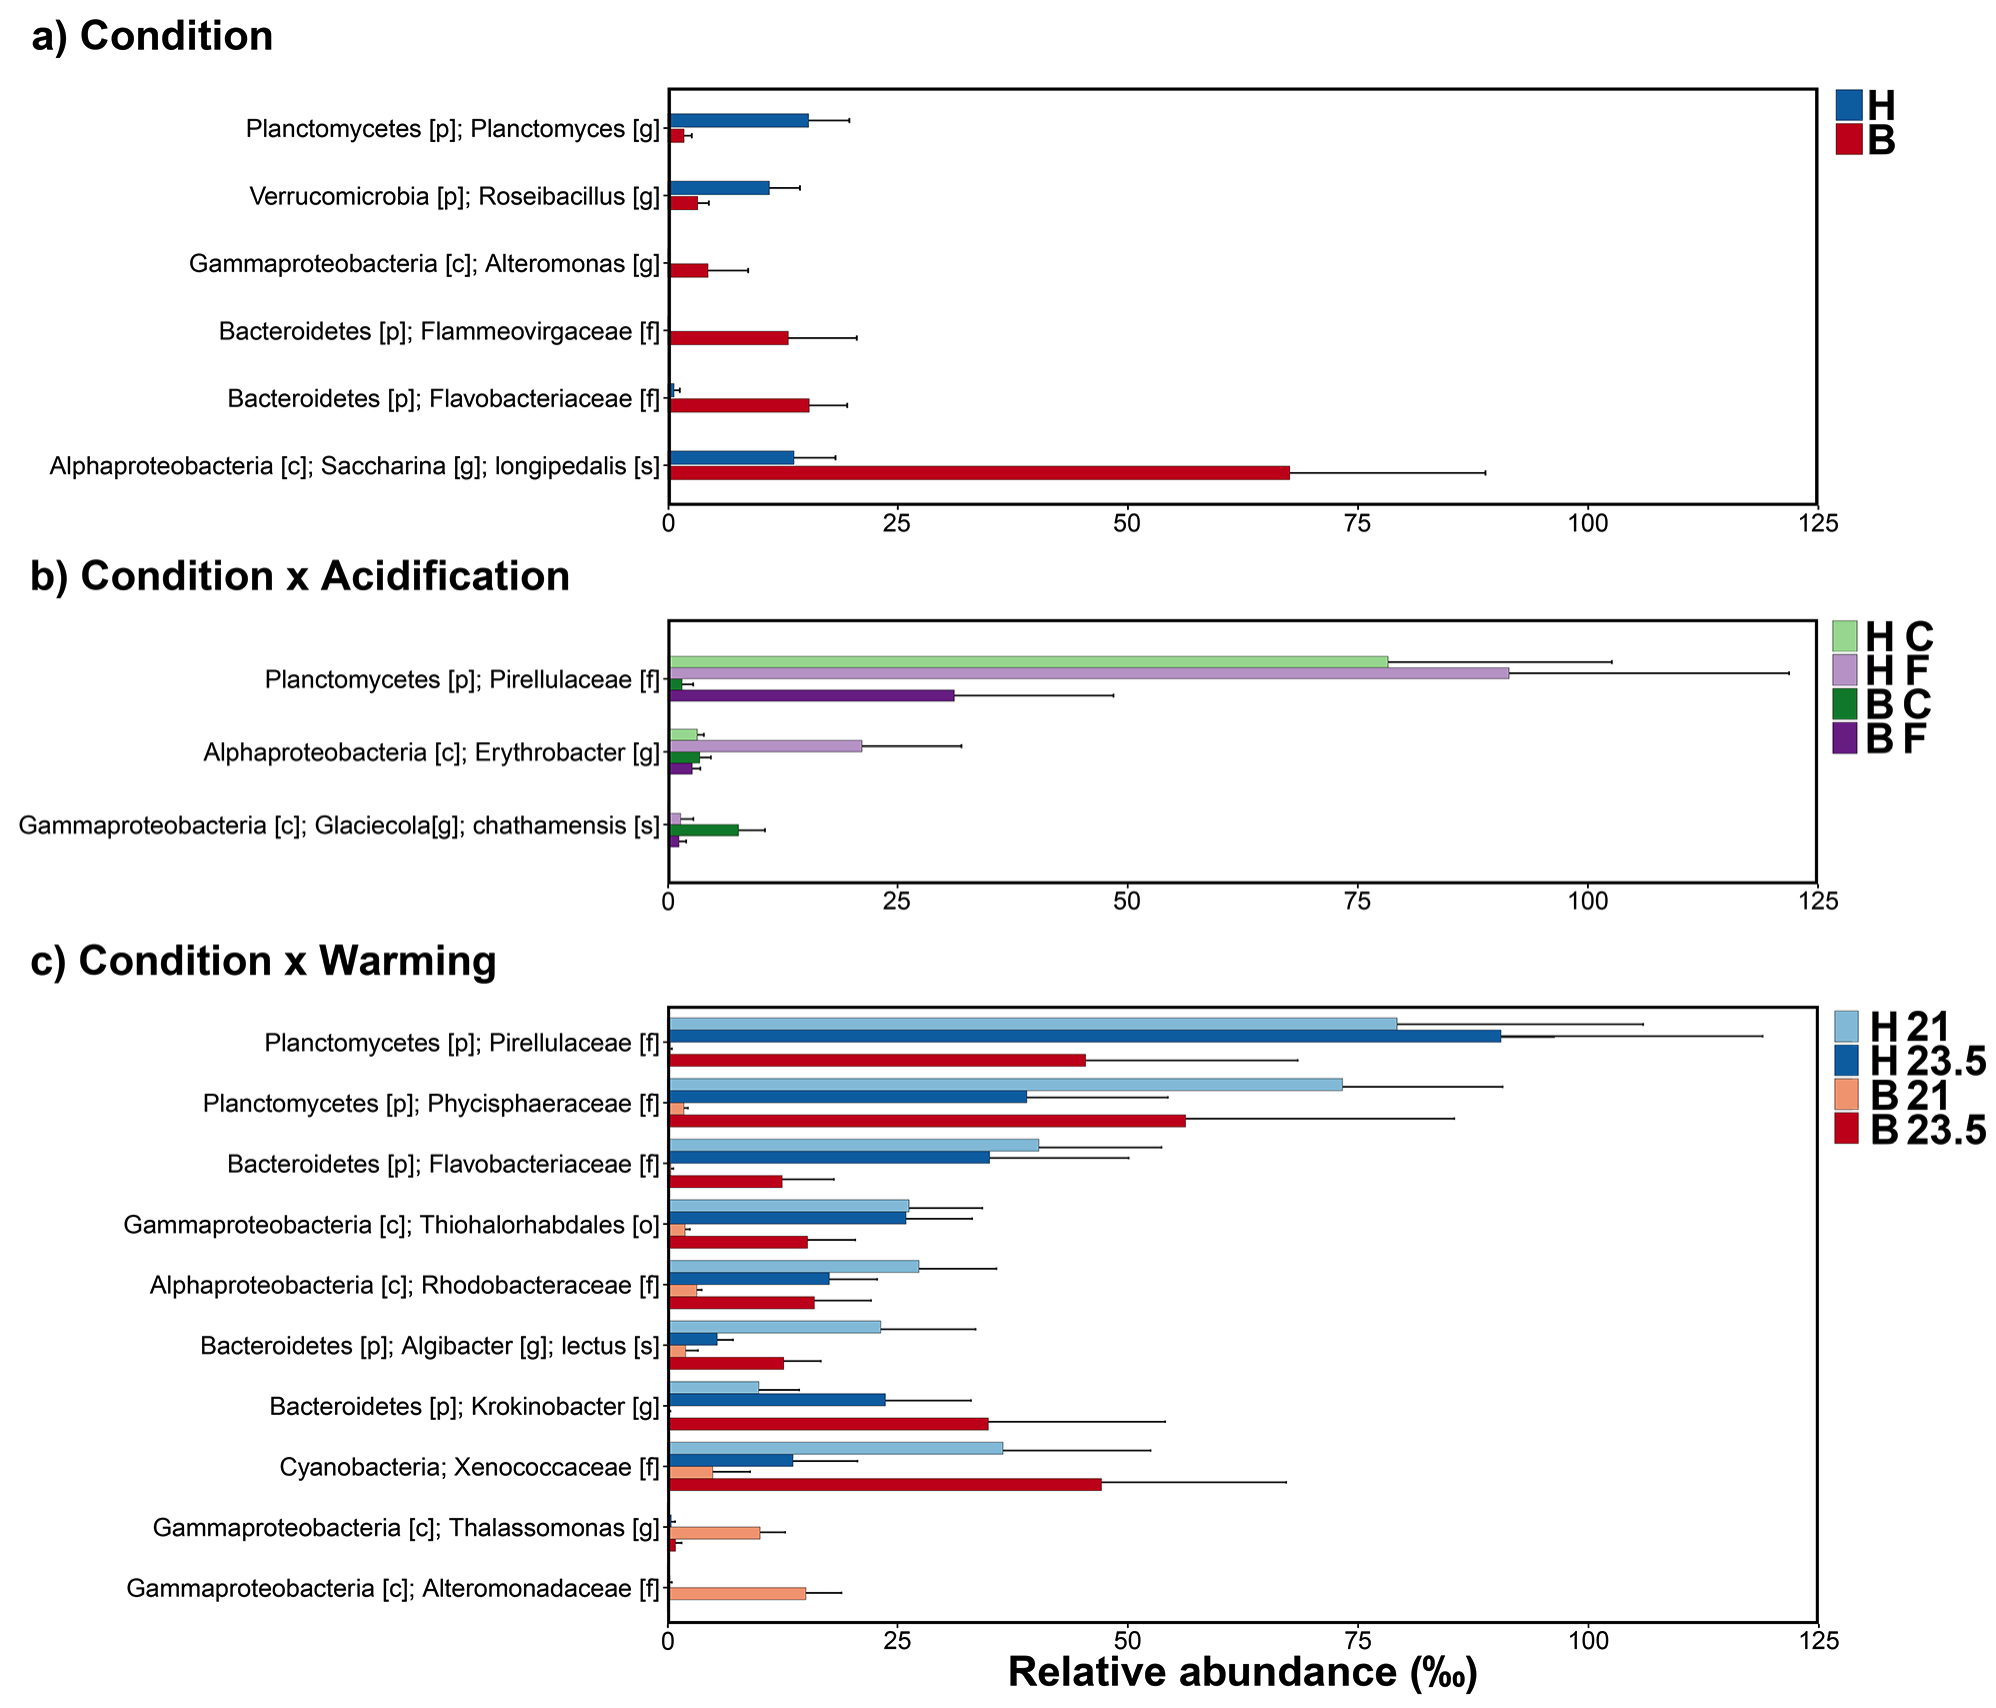 a) Condition
Planctomycetes [p]; Planctomyces [g]
Verrucomicrobia [p]; Roseibacillus [g]
Gammaproteobacteria [c]; Alteromonas [g]
Bacteroidetes [p]; Flammeovirgaceae [f]
Bacteroidetes [p]; Flavobacteriaceae [f]
Alphaproteobacteria [c]; Saccharina [g]; longipedalis [s]
0 25 50 75 100 125
H
B
b) Condition x Acidification
Planctomycetes [p]; Pirellulaceae [f]
Alphaproteobacteria [c]; Erythrobacter [g]
Gammaproteobacteria [c]; Glaciecola[g]; chathamensis [s]
0 25 50 75 100 125
H C
H F
B C
B F
c) Condition x Warming
Planctomycetes [p]; Pirellulaceae [f]
Planctomycetes [p]; Phycisphaeraceae [f]
Bacteroidetes [p]; Flavobacteriaceae [f]
Gammaproteobacteria [c]; Thiohalorhabdales [o]
Alphaproteobacteria [c]; Rhodobacteraceae [f]
Bacteroidetes [p]; Algibacter [g]; lectus [s]
Bacteroidetes [p]; Krokinobacter [g]
Cyanobacteria; Xenococcaceae [f]
Gammaproteobacteria [c]; Thalassomonas [g]
Gammaproteobacteria [c]; Alteromonadaceae [f]
0 25 50 75 100 125
Relative abundance (‰)
H 21
H 23.5
B 21
B 23.5